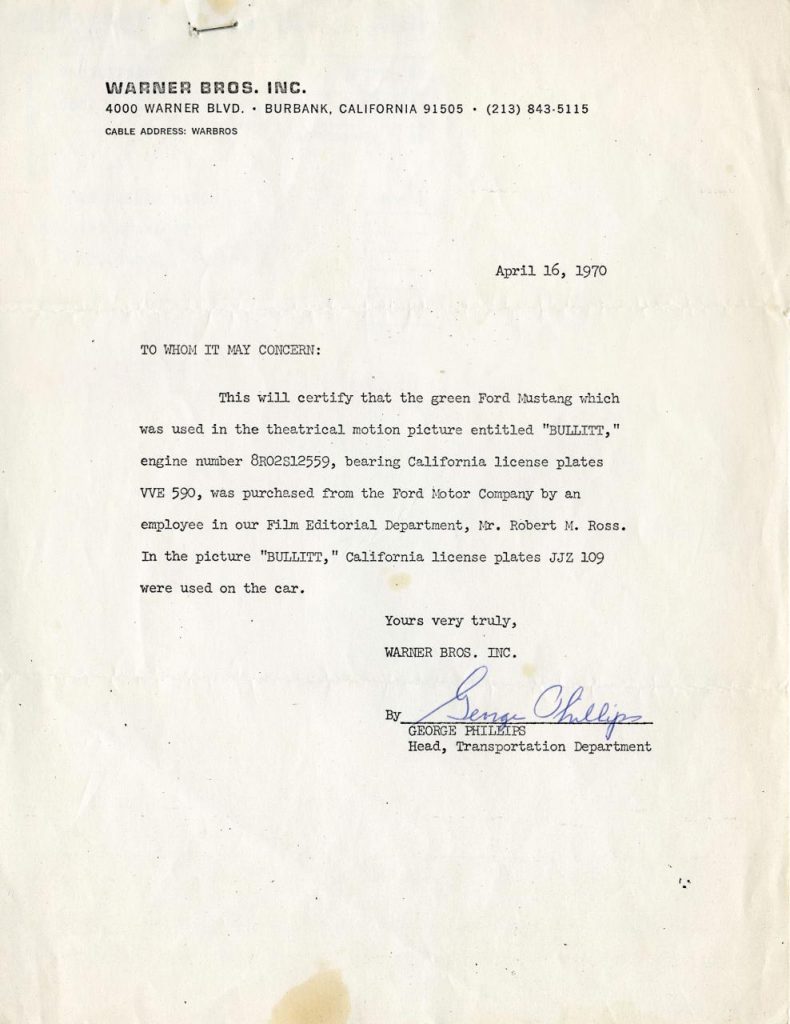 WARNER BROS. INC.
4000 WARNER BLVD. • BURBANK, CALIFORNIA 91505 • (213) 843-5115
CABLE ADDRESS: WARBROS
April 16, 1970
TO WHOM IT MAY CONCERN:
This will certify that the green Ford Mustang which
was used in the theatrical motion picture entitled "BULLITT,"
engine number 8R02S12559, bearing California license plates
VVE 590, was purchased from the Ford Motor Company by an
employee in our Film Editorial Department, Mr. Robert M. Ross.
In the picture "BULLITT," California license plates JJZ 109
were used on the car.
Yours very truly,
WARNER BROS. INC.
By George Phillips
GEORGE PHILLIPS
Head, Transportation Department